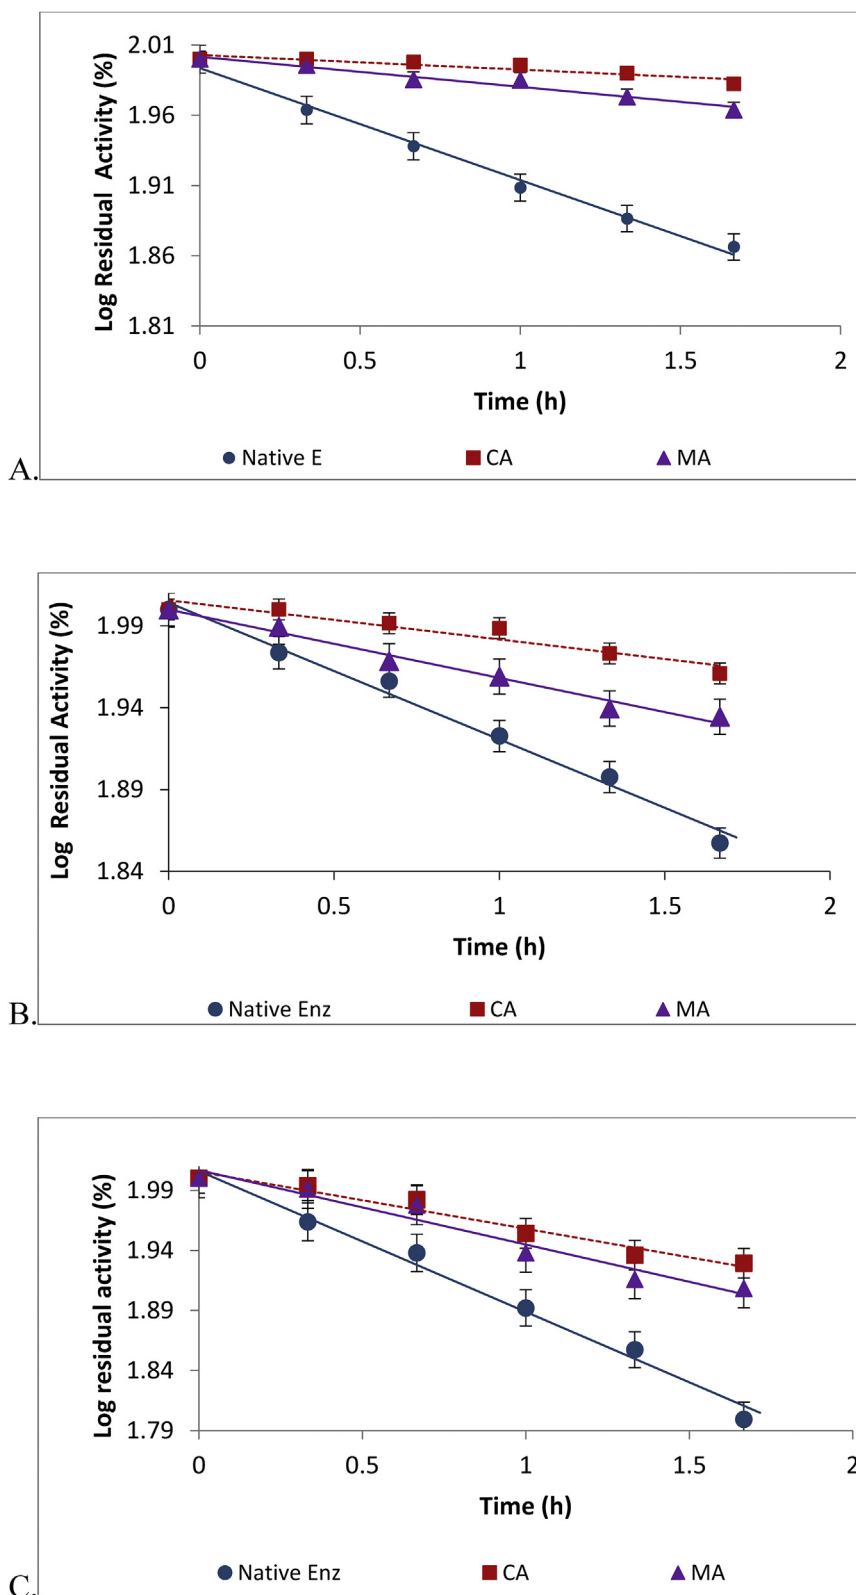 2.01
1.96
1.91
1.86
1.81
Log Residual Activity (%)
0 0.5 1 1.5 2
Time (h)
Native E CA MA
A.
1.99
1.94
1.89
1.84
Log Residual Activity (%)
0 0.5 1 1.5 2
Time (h)
Native Enz CA MA
B.
1.99
1.94
1.89
1.84
1.79
Log residual activity (%)
0 0.5 1 1.5 2
Time (h)
Native Enz CA MA
C.